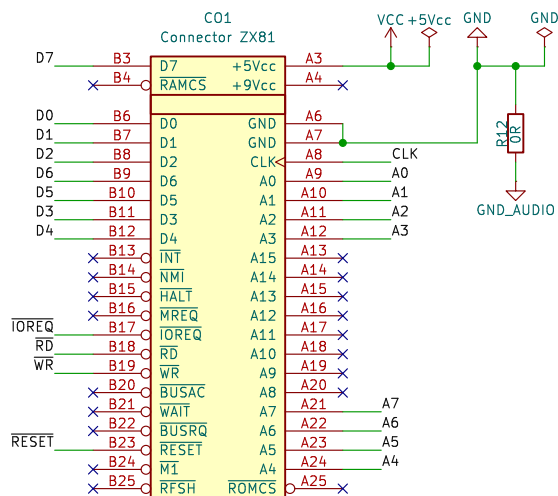 CO1
Connector ZX81
VCC +5Vcc GND GND
D7 B3 D7 +5Vcc A3
B4 RAMCS +9Vcc A4
D0 B6 D0 GND A6
D1 B7 D1 GND A7
R12 0R
D2 B8 D2 CLK A8 CLK
D6 B9 D6 A0 A9 A0
D5 B10 D5 A1 A10 A1
D3 B11 D3 A2 A11 A2
GND_AUDIO
D4 B12 D4 A3 A12 A3
B13 INT A15 A13
B14 NMI A14 A14
B15 HALT A13 A15
B16 MREQ A12 A16
IOREQ B17 IOREQ A11 A17
RD B18 RD A10 A18
WR B19 WR A9 A19
B20 BUSAC A8 A20
B21 WAIT A7 A21 A7
B22 BUSRQ A6 A22 A6
RESET B23 RESET A5 A23 A5
B24 M1 A4 A24 A4
B25 RFSH ROMCS A25